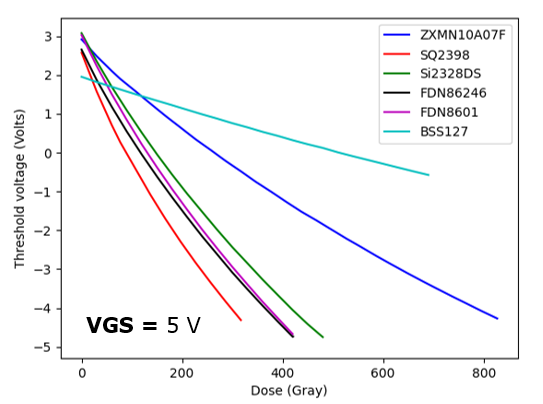 3
2
1
0
−1
−2
−3
−4
−5
Threshold voltage (Volts)
ZXMN10A07F
SQ2398
Si2328DS
FDN86246
FDN8601
BSS127
VGS = 5 V
0 200 400 600 800
Dose (Gray)